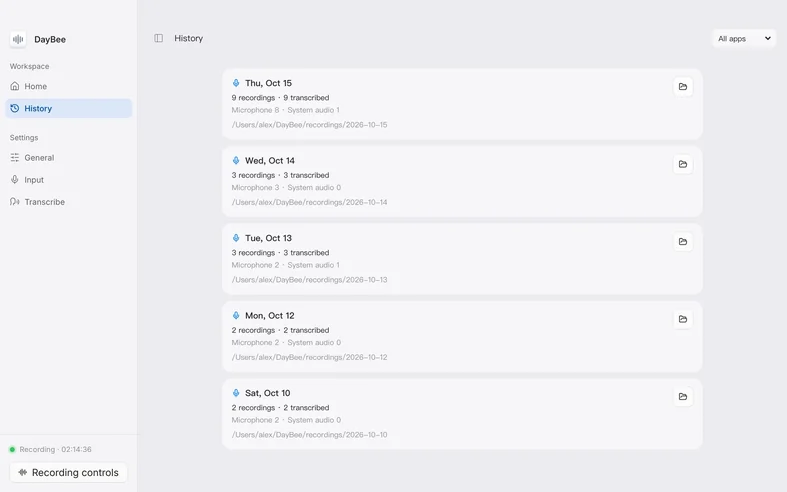 DayBee
Workspace
Home
History
Settings
General
Input
Transcribe
Recording · 02:14:36
Recording controls
History
All apps
Thu, Oct 15
9 recordings · 9 transcribed
Microphone 8 · System audio 1
/Users/alex/DayBee/recordings/2026-10-15
Wed, Oct 14
3 recordings · 3 transcribed
Microphone 3 · System audio 0
/Users/alex/DayBee/recordings/2026-10-14
Tue, Oct 13
3 recordings · 3 transcribed
Microphone 2 · System audio 1
/Users/alex/DayBee/recordings/2026-10-13
Mon, Oct 12
2 recordings · 2 transcribed
Microphone 2 · System audio 0
/Users/alex/DayBee/recordings/2026-10-12
Sat, Oct 10
2 recordings · 2 transcribed
Microphone 2 · System audio 0
/Users/alex/DayBee/recordings/2026-10-10